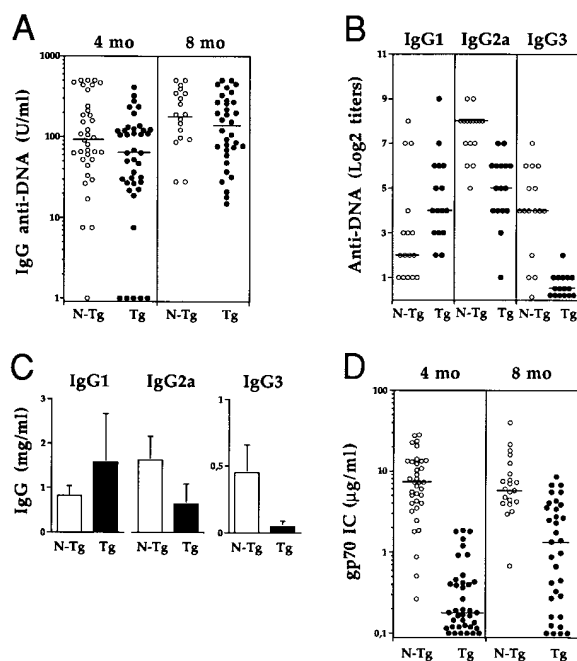 A
4 mo 8 mo
IgG anti-DNA (U/ml)
1000
100
10
1
N-Tg Tg N-Tg Tg
B
IgG1 IgG2a IgG3
Anti-DNA (Log2 titers)
11
9
7
5
3
1
N-Tg Tg N-Tg Tg N-Tg Tg
C
IgG1 IgG2a IgG3
IgG (mg/ml)
3
2
1
0
1
0,5
0
N-Tg Tg N-Tg Tg N-Tg Tg
D
4 mo 8 mo
gp70 IC (μg/ml)
100
10
1
0,1
N-Tg Tg N-Tg Tg